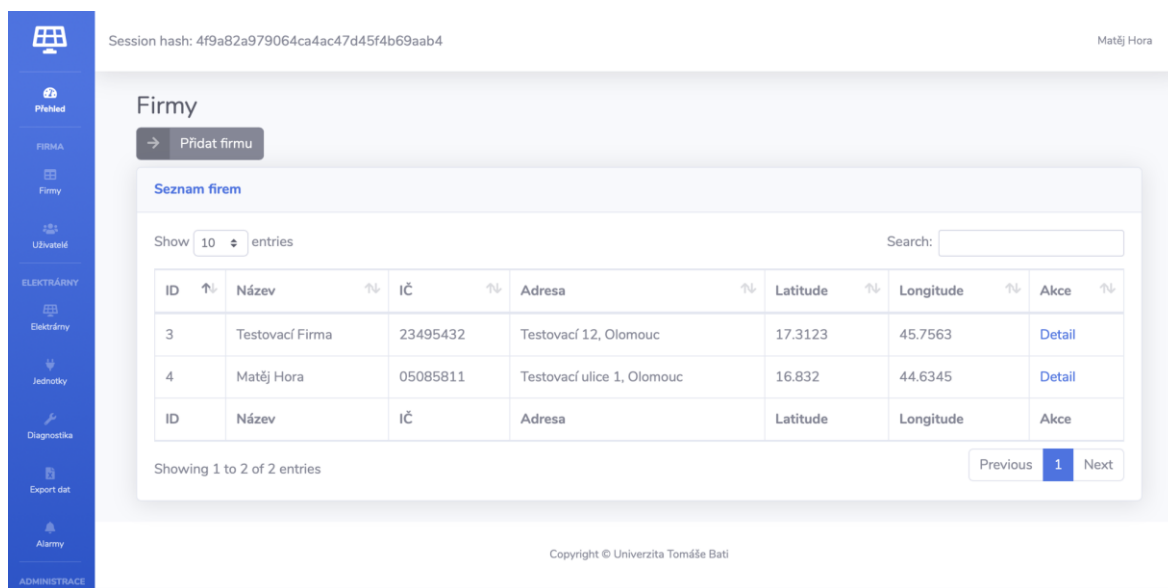 Session hash: 4f9a82a979064ca4ac47d45f4b69aab4
Matěj Hora
Přehled
FIRMA
Firmy
Uživatelé
ELEKTRÁRNY
Elektrárny
Jednotky
Diagnostika
Export dat
Alarmy
ADMINISTRACE
Firmy
Přidat firmu
Seznam firem
Show 10 entries
Search:
ID Název IČ Adresa Latitude Longitude Akce
3 Testovací Firma 23495432 Testovací 12, Olomouc 17.3123 45.7563 Detail
4 Matěj Hora 05085811 Testovací ulice 1, Olomouc 16.832 44.6345 Detail
ID Název IČ Adresa Latitude Longitude Akce
Showing 1 to 2 of 2 entries
Previous 1 Next
Copyright © Univerzita Tomáše Bati